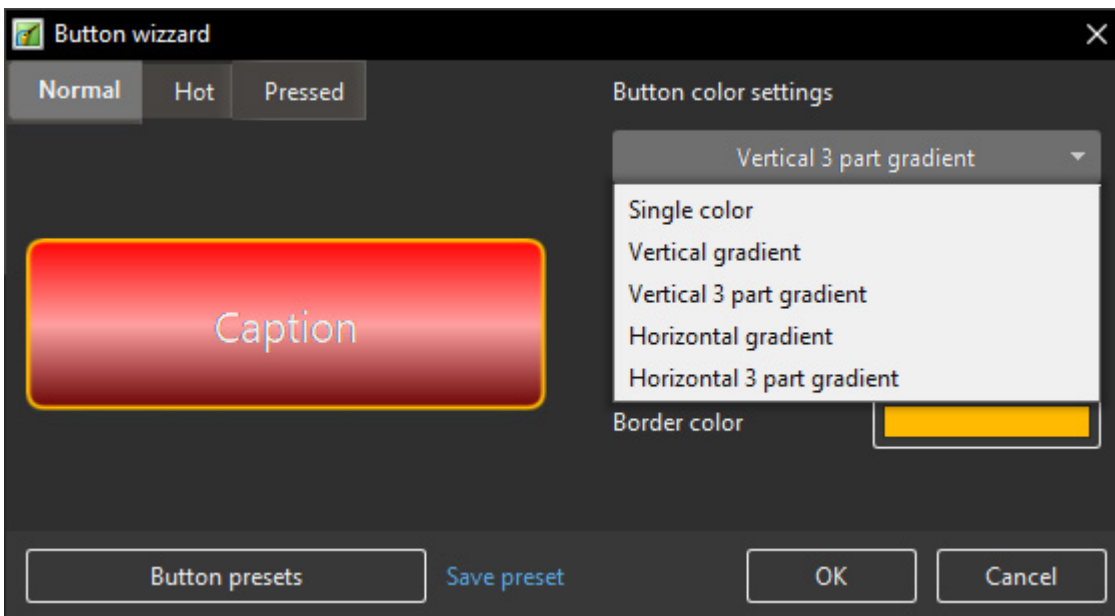 Button wizzard
Normal Hot Pressed
Button color settings
Vertical 3 part gradient
Single color
Vertical gradient
Vertical 3 part gradient
Horizontal gradient
Horizontal 3 part gradient
Caption
Border color
Button presets Save preset OK Cancel